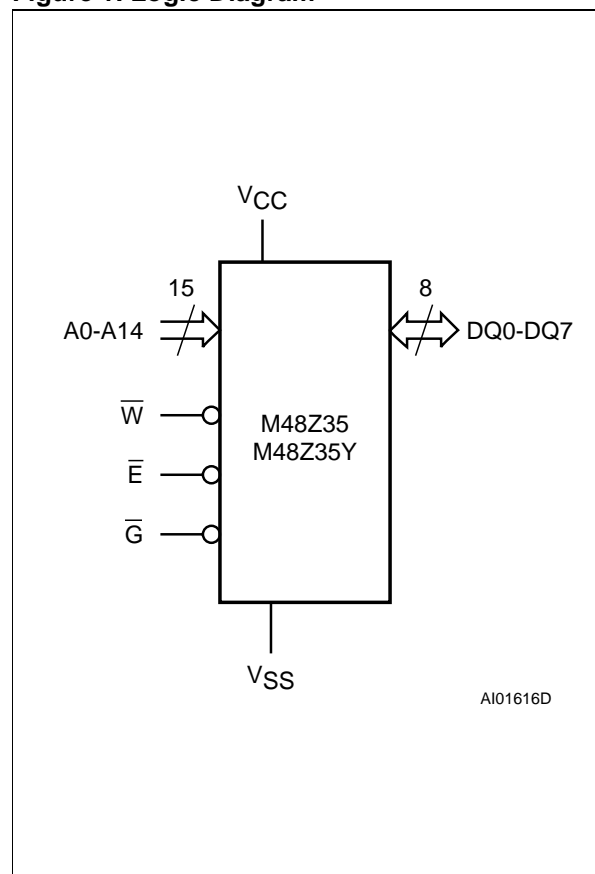 Figure 1. Logic Diagram
VCC
15
8
A0-A14
DQ0-DQ7
W̅
M48Z35
M48Z35Y
E̅
G̅
VSS
AI01616D